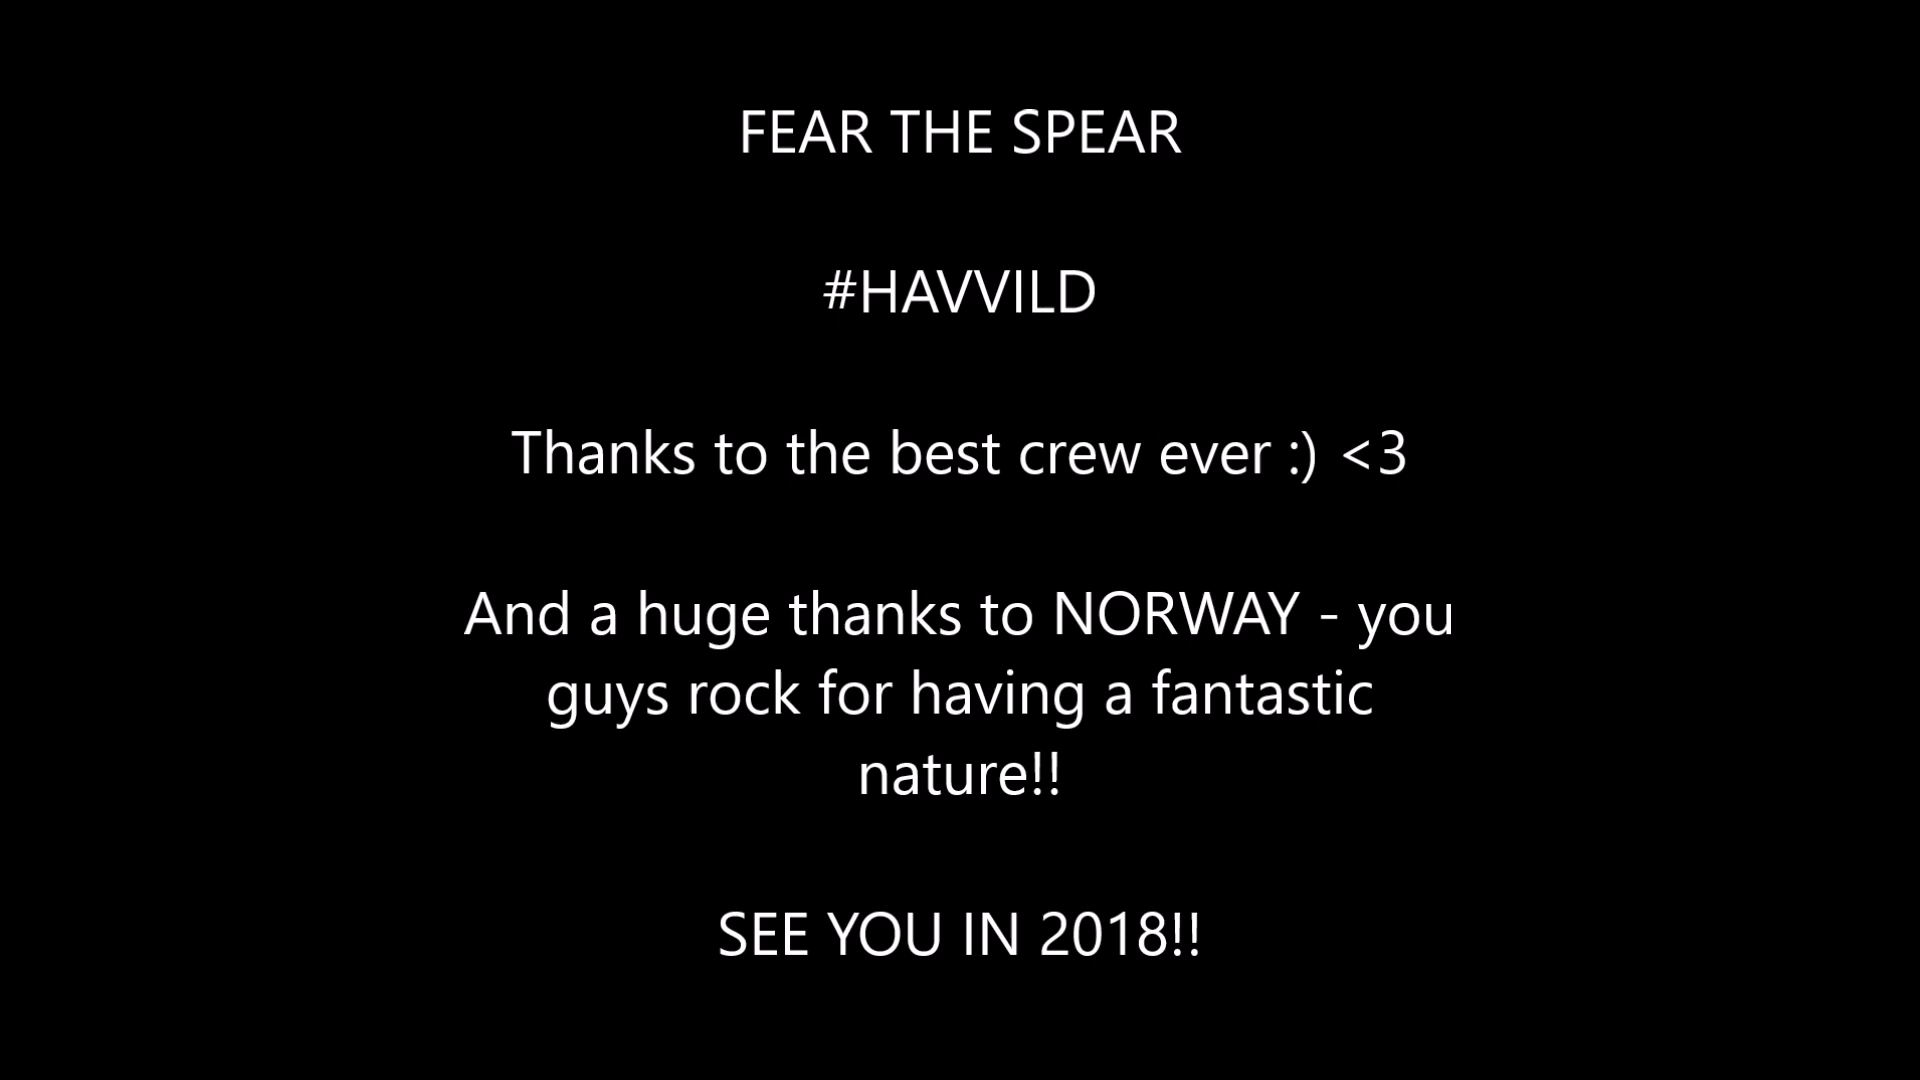 FEAR THE SPEAR
#HAVVILD
Thanks to the best crew ever :) <3
And a huge thanks to NORWAY - you
guys rock for having a fantastic
nature!!
SEE YOU IN 2018!!